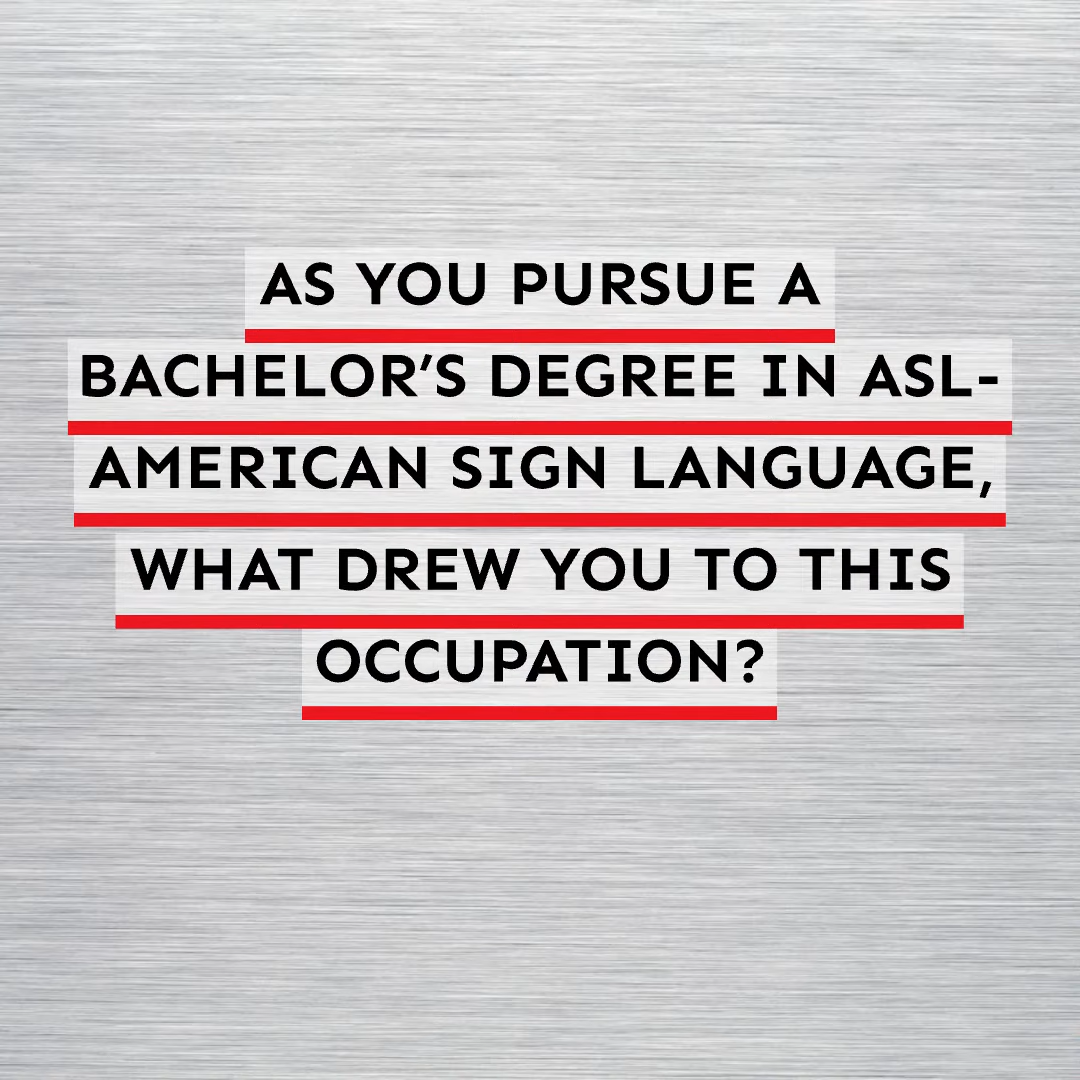 AS YOU PURSUE A
BACHELOR’S DEGREE IN ASL-
AMERICAN SIGN LANGUAGE,
WHAT DREW YOU TO THIS
OCCUPATION?